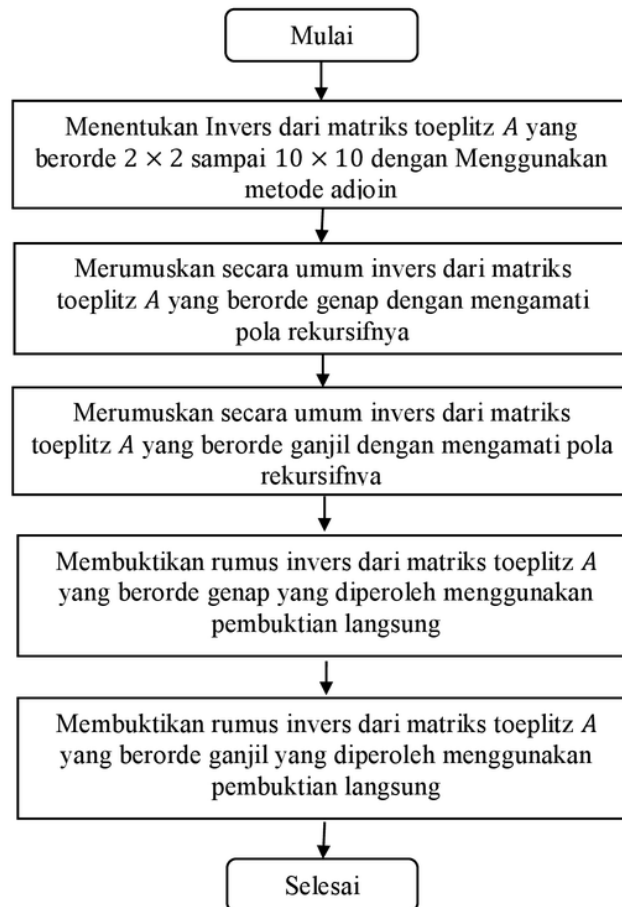 Mulai
Menentukan Invers dari matriks toeplitz A yang
berorde 2 × 2 sampai 10 × 10 dengan Menggunakan
metode adjoin
Merumuskan secara umum invers dari matriks
toeplitz A yang berorde genap dengan mengamati
pola rekursifnya
Merumuskan secara umum invers dari matriks
toeplitz A yang berorde ganjil dengan mengamati pola
rekursifnya
Membuktikan rumus invers dari matriks toeplitz A
yang berorde genap yang diperoleh menggunakan
pembuktian langsung
Membuktikan rumus invers dari matriks toeplitz A
yang berorde ganjil yang diperoleh menggunakan
pembuktian langsung
Selesai